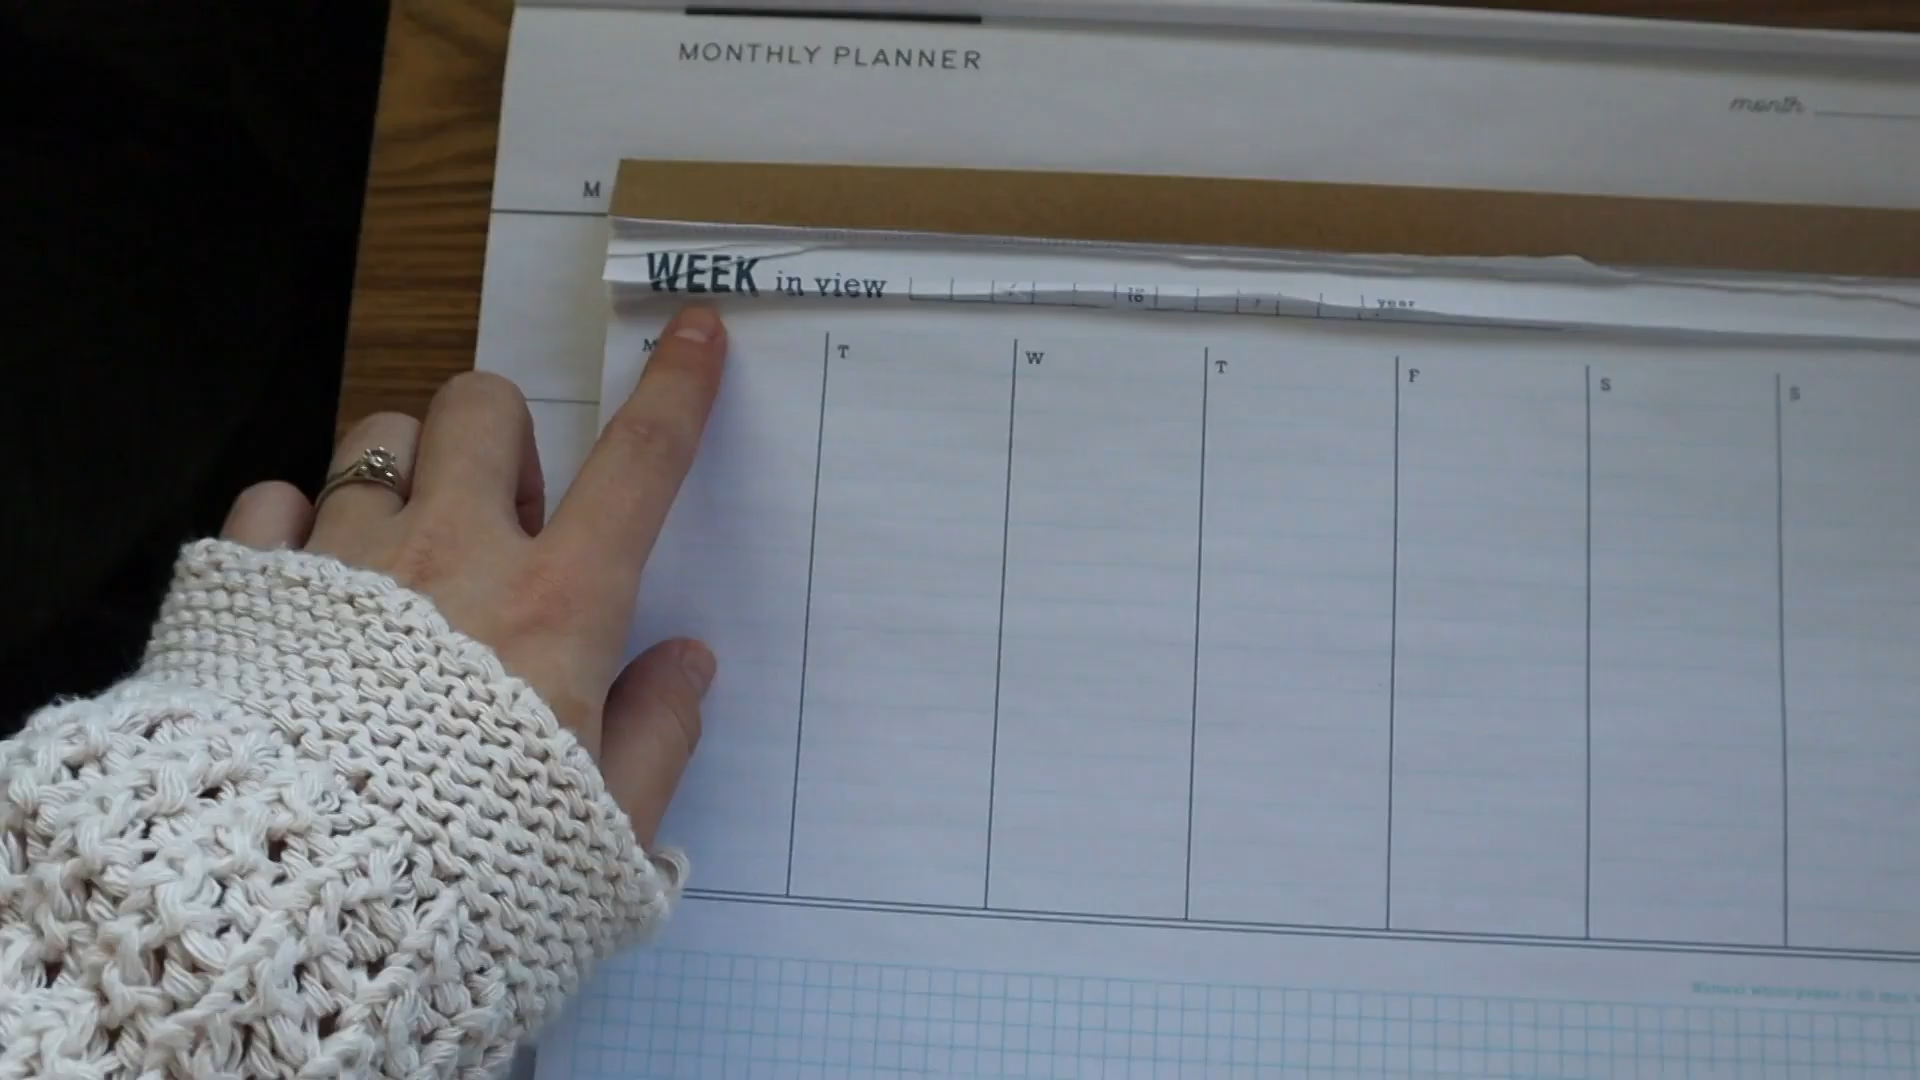 MONTHLY PLANNER
month
M
WEEK in view to year
M T W T F S S